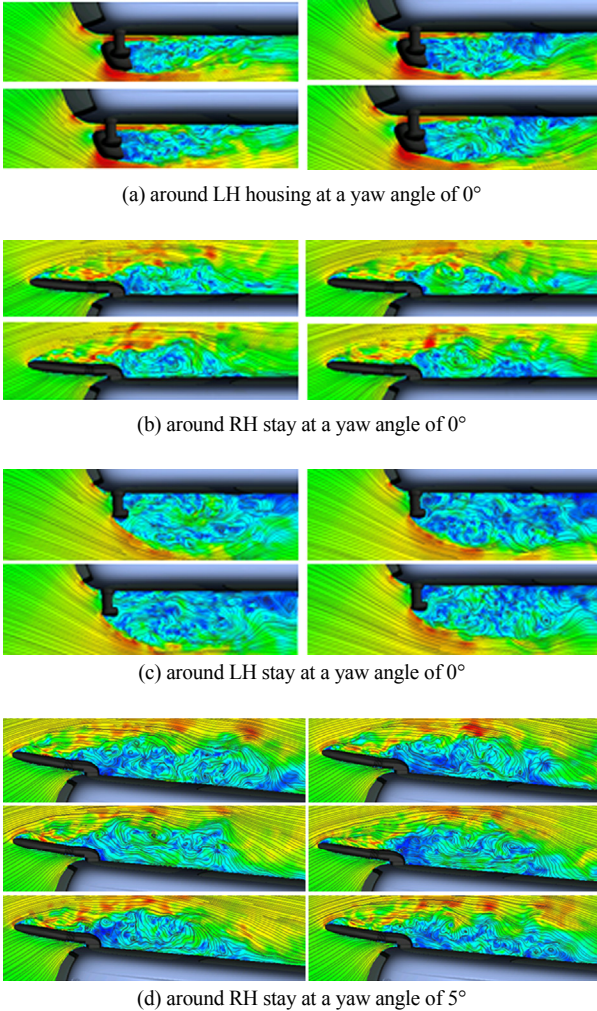 (a) around LH housing at a yaw angle of 0°
(b) around RH stay at a yaw angle of 0°
(c) around LH stay at a yaw angle of 0°
(d) around RH stay at a yaw angle of 5°